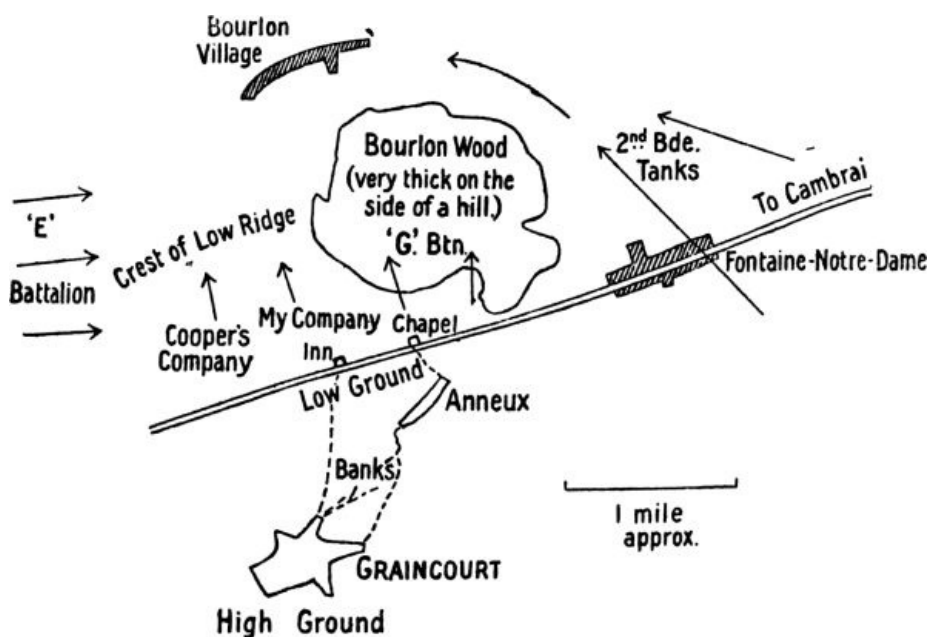 Bourlon
Village
Bourlon Wood
(very thick on the
side of a hill.)
'G'. Btn.
2nd Bde.
Tanks
To Cambrai
'E'
Battalion
Crest of Low Ridge
Fontaine-Notre-Dame
Cooper's
Company
My Company
Chapel
Inn
Low Ground
Anneux
Banks
1 mile
approx.
GRAINCOURT
High Ground